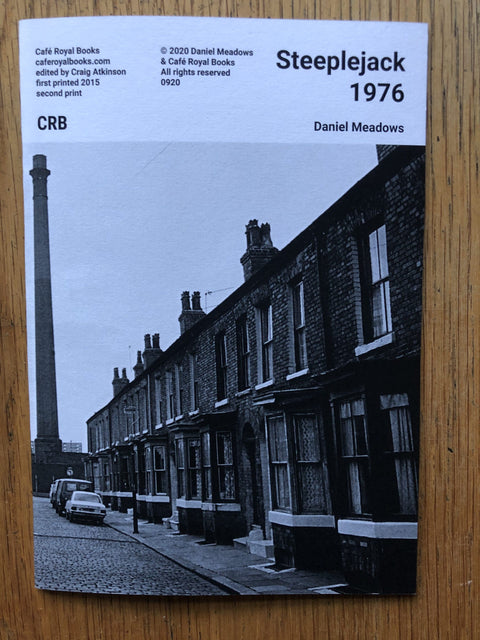 Café Royal Books
caferoyalbooks.com
edited by Craig Atkinson
first printed 2015
second print
© 2020 Daniel Meadows
& Café Royal Books
All rights reserved
0920
Steeplejack
1976
CRB
Daniel Meadows